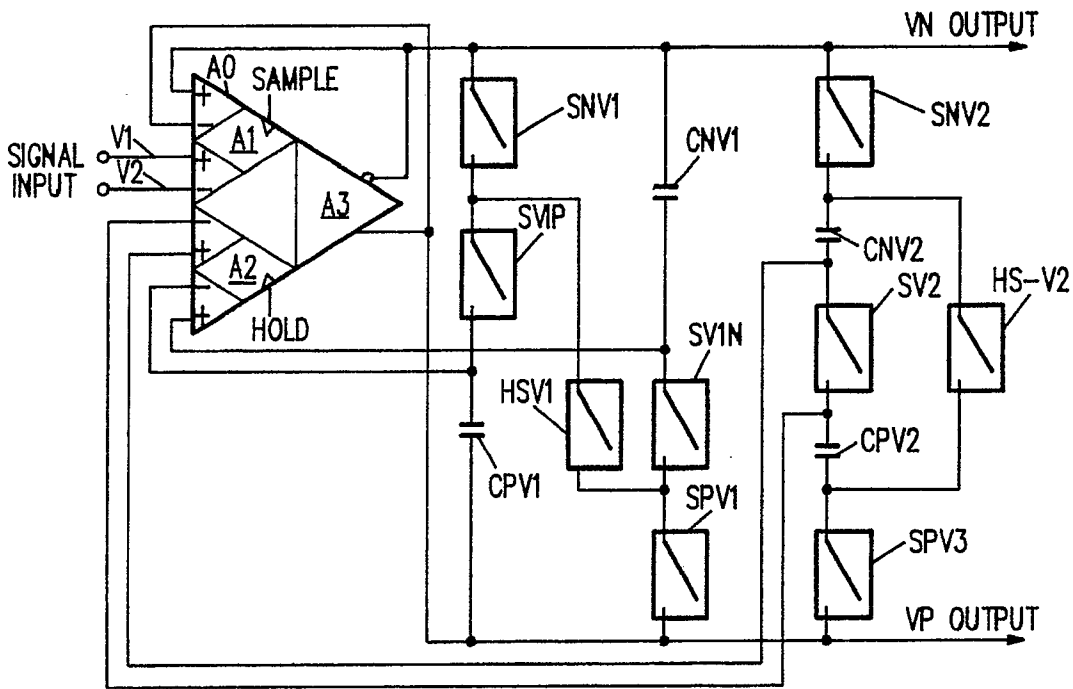 VN OUTPUT
A0
SAMPLE
SNV1
SNV2
V1
A1
+
−
+
−
−
+
−
+
CNV1
SIGNAL
INPUT
V2
A3
SV1P
CNV2
A2
SV2
HS-V2
HOLD
SV1N
HSV1
CPV1
CPV2
SPV1
SPV3
VP OUTPUT